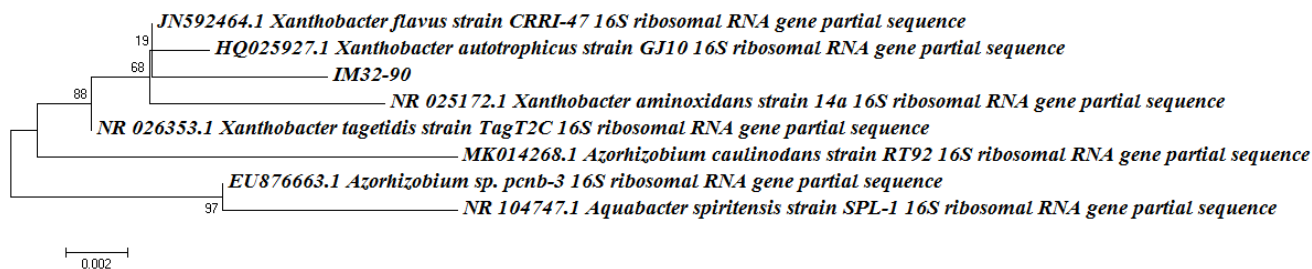 JN592464.1 Xanthobacter flavus strain CRRI-47 16S ribosomal RNA gene partial sequence
19
HQ025927.1 Xanthobacter autotrophicus strain GJ10 16S ribosomal RNA gene partial sequence
68
IM32-90
88
NR 025172.1 Xanthobacter aminoxidans strain 14a 16S ribosomal RNA gene partial sequence
NR 026353.1 Xanthobacter tagetidis strain TagT2C 16S ribosomal RNA gene partial sequence
MK014268.1 Azorhizobium caulinodans strain RT92 16S ribosomal RNA gene partial sequence
EU876663.1 Azorhizobium sp. pcnb-3 16S ribosomal RNA gene partial sequence
97
NR 104747.1 Aquabacter spiritensis strain SPL-1 16S ribosomal RNA gene partial sequence
0.002